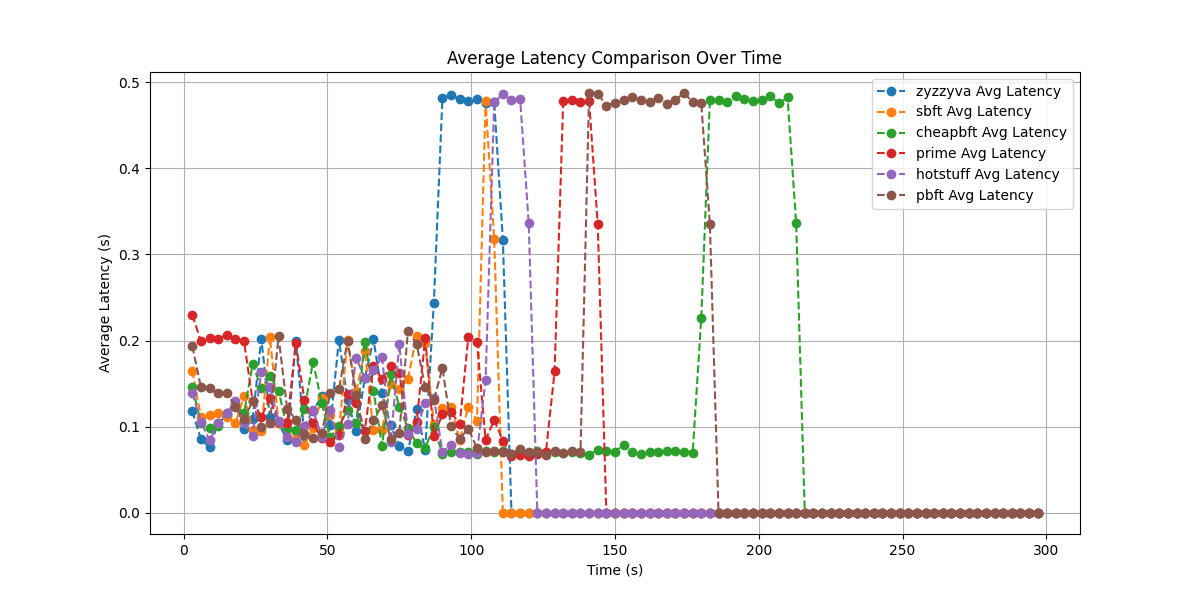 Average Latency Comparison Over Time
Average Latency (s)
0.5
0.4
0.3
0.2
0.1
0.0
zyzzyva Avg Latency
sbft Avg Latency
cheapbft Avg Latency
prime Avg Latency
hotstuff Avg Latency
pbft Avg Latency
0 50 100 150 200 250 300
Time (s)